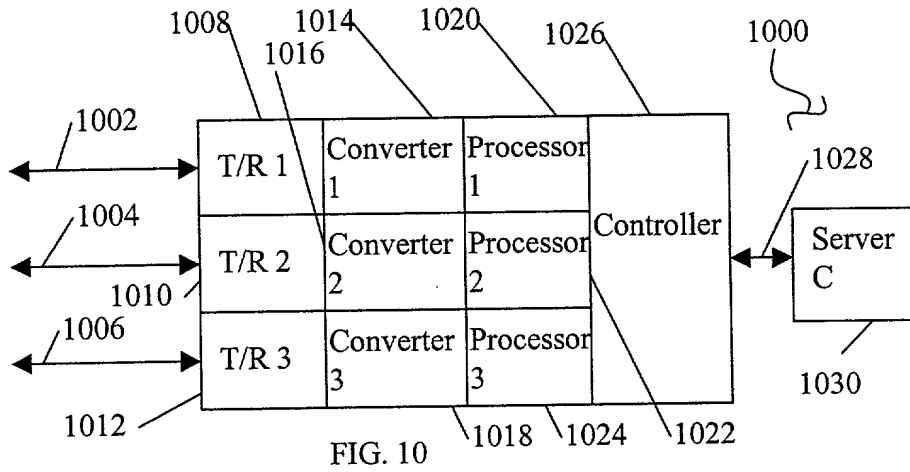 1008
1014
1020
1026
1000
1016
1002
T/R 1
Converter
1
Processor
1
1028
1004
T/R 2
Converter
2
Processor
2
Controller
Server
C
1010
1006
T/R 3
Converter
3
Processor
3
1030
1012
1018
1024
1022
FIG. 10